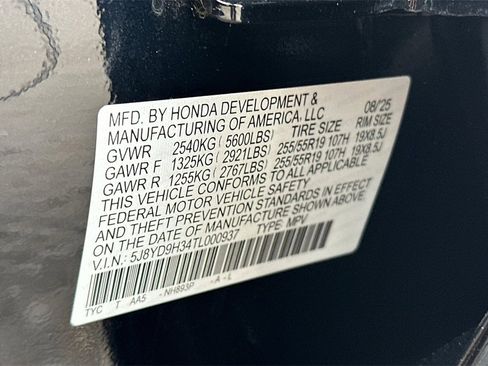 MFD. BY HONDA DEVELOPMENT & 08/'25
MANUFACTURING OF AMERICA, LLC
GVWR 2540KG (5600LBS) TIRE SIZE RIM SIZE
GAWR F 1325KG (2921LBS) 255/55R19 107H 19X8.5J
GAWR R 1255KG (2767LBS) 255/55R19 107H 19X8.5J
THIS VEHICLE CONFORMS TO ALL APPLICABLE
FEDERAL MOTOR VEHICLE SAFETY
AND THEFT PREVENTION STANDARDS IN EFFECT
ON THE DATE OF MANUFACTURE SHOWN ABOVE.
V.I.N.: 5J8YD9H34TL000937 TYPE: MPV
TYC T AA5 -NH893P -A -L